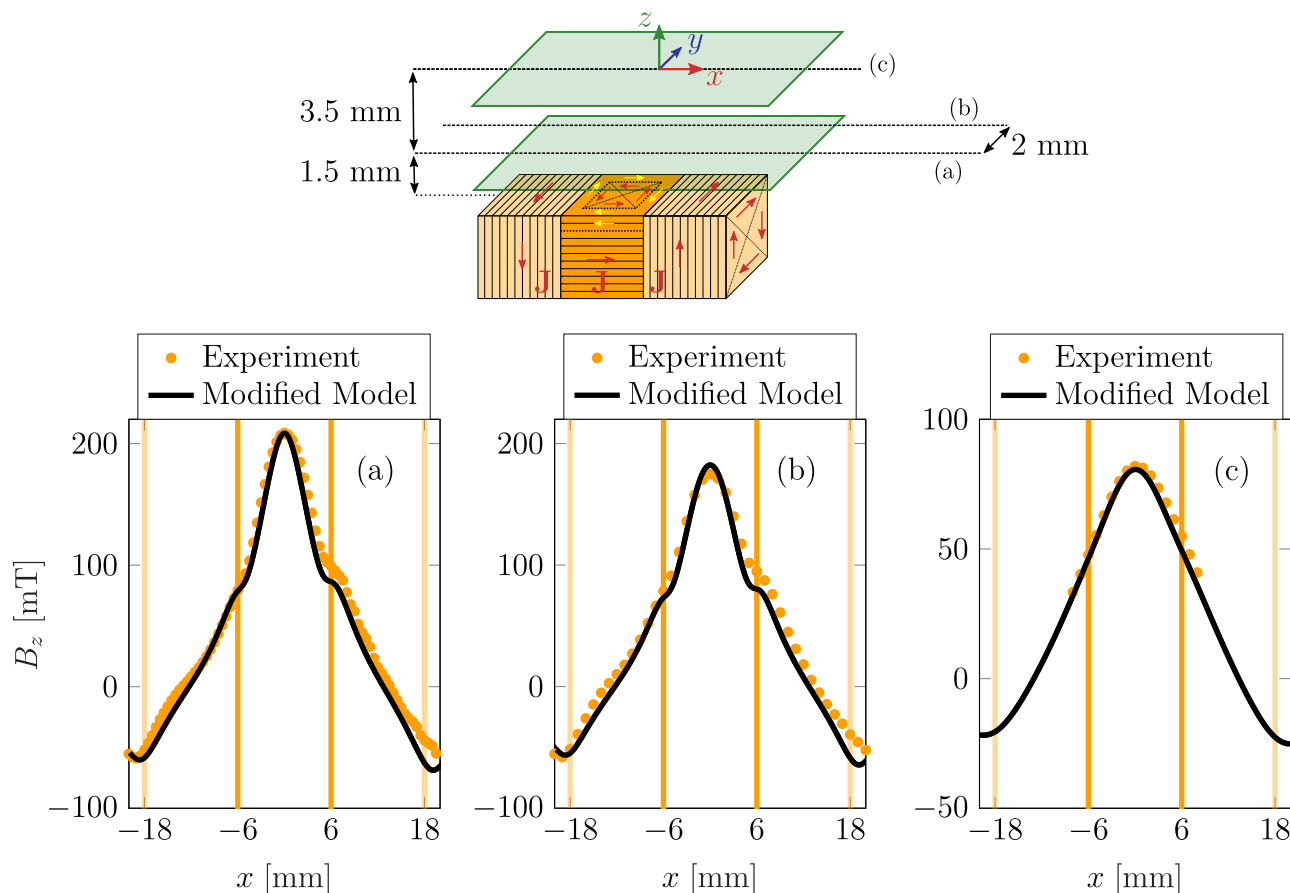 z
y
x
(c)
3.5 mm
(b)
2 mm
1.5 mm
(a)
J J J
Experiment
Modified Model
Experiment
Modified Model
Experiment
Modified Model
(a)
200
100
0
−100
−18 −6 6 18
x [mm]
B_z [mT]
(b)
200
100
0
−100
−18 −6 6 18
x [mm]
(c)
100
50
0
−50
−18 −6 6 18
x [mm]